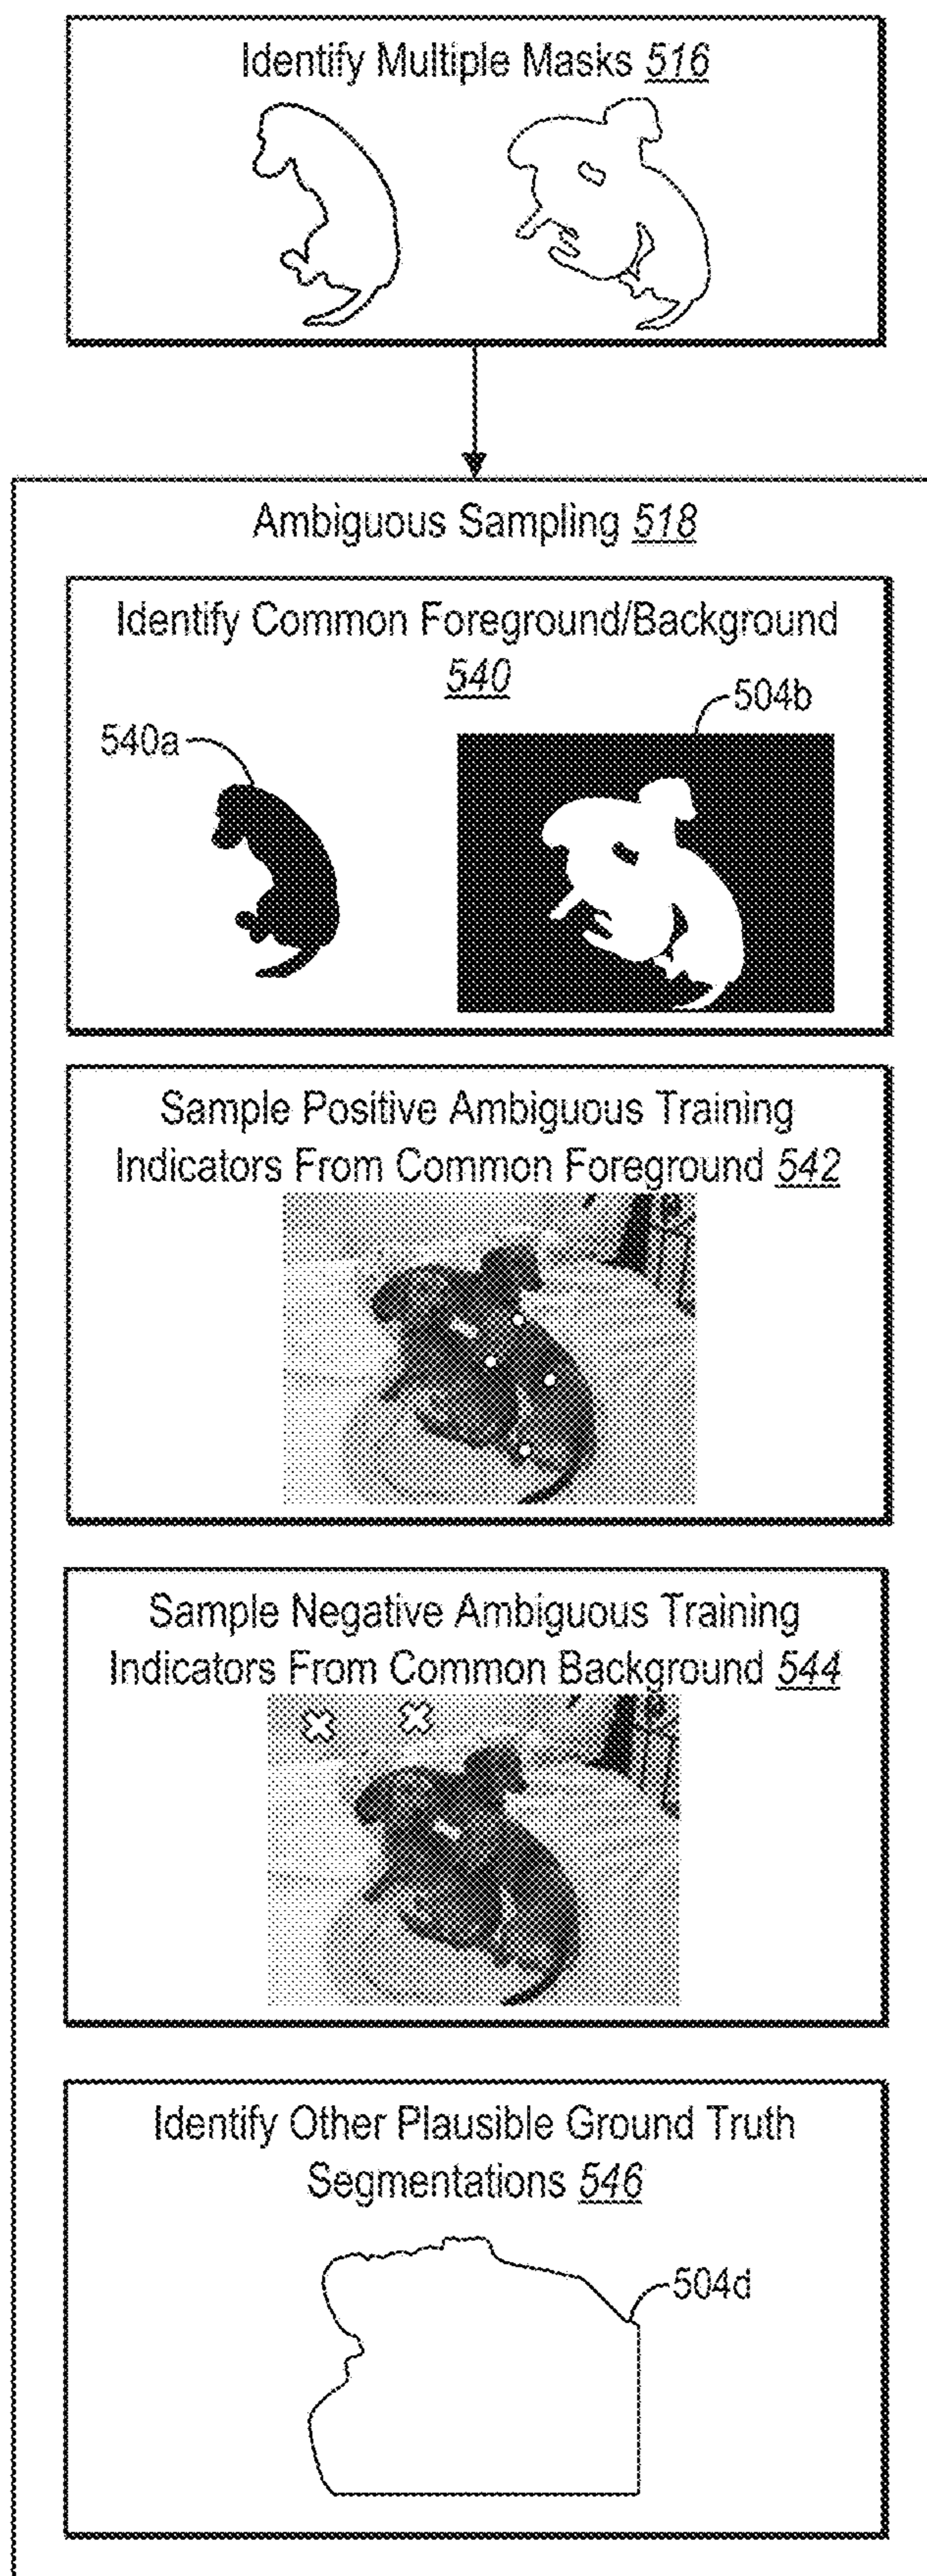 Identify Multiple Masks 516
Ambiguous Sampling 518
Identify Common Foreground/Background
540
504b
540a
Sample Positive Ambiguous Training
Indicators From Common Foreground 542
Sample Negative Ambiguous Training
Indicators From Common Background 544
Identify Other Plausible Ground Truth
Segmentations 546
504d